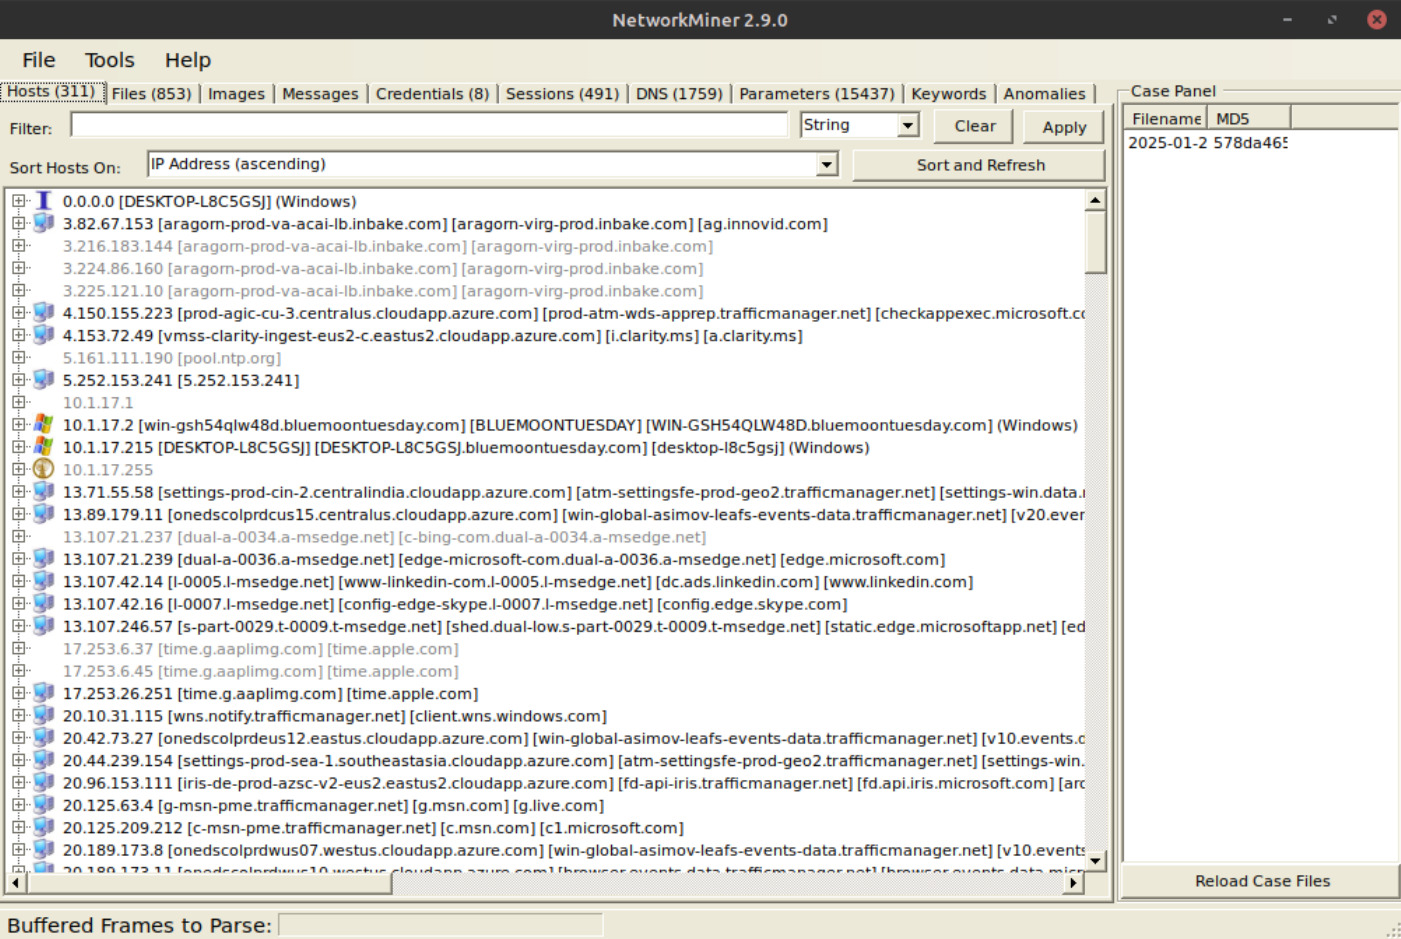 NetworkMiner 2.9.0
File Tools Help
Hosts (311) Files (853) Images Messages Credentials (8) Sessions (491) DNS (1759) Parameters (15437) Keywords Anomalies
Case Panel
Filter: String Clear Apply
Filename MD5
Sort Hosts On: IP Address (ascending) Sort and Refresh
2025-01-2 578da465
0.0.0.0 [DESKTOP-L8C5GSJ] (Windows)
3.82.67.153 [aragorn-prod-va-acai-lb.inbake.com] [aragorn-virg-prod.inbake.com] [ag.innovid.com]
3.216.183.144 [aragorn-prod-va-acai-lb.inbake.com] [aragorn-virg-prod.inbake.com]
3.224.86.160 [aragorn-prod-va-acai-lb.inbake.com] [aragorn-virg-prod.inbake.com]
3.225.121.10 [aragorn-prod-va-acai-lb.inbake.com] [aragorn-virg-prod.inbake.com]
4.150.155.223 [prod-agic-cu-3.centralus.cloudapp.azure.com] [prod-atm-wds-apprep.trafficmanager.net] [checkappexec.microsoft.cc
4.153.72.49 [vmss-clarity-ingest-eus2-c.eastus2.cloudapp.azure.com] [i.clarity.ms] [a.clarity.ms]
5.161.111.190 [pool.ntp.org]
5.252.153.241 [5.252.153.241]
10.1.17.1
10.1.17.2 [win-gsh54qlw48d.bluemoontuesday.com] [BLUEMOONTUESDAY] [WIN-GSH54QLW48D.bluemoontuesday.com] (Windows)
10.1.17.215 [DESKTOP-L8C5GSJ] [DESKTOP-L8C5GSJ.bluemoontuesday.com] [desktop-l8c5gsj] (Windows)
10.1.17.255
13.71.55.58 [settings-prod-cin-2.centralindia.cloudapp.azure.com] [atm-settingsfe-prod-geo2.trafficmanager.net] [settings-win.data.
13.89.179.11 [onedscolprdcus15.centralus.cloudapp.azure.com] [win-global-asimov-leafs-events-data.trafficmanager.net] [v20.ever
13.107.21.237 [dual-a-0034.a-msedge.net] [c-bing-com.dual-a-0034.a-msedge.net]
13.107.21.239 [dual-a-0036.a-msedge.net] [edge-microsoft-com.dual-a-0036.a-msedge.net] [edge.microsoft.com]
13.107.42.14 [l-0005.l-msedge.net] [www-linkedin-com.l-0005.l-msedge.net] [dc.ads.linkedin.com] [www.linkedin.com]
13.107.42.16 [l-0007.l-msedge.net] [config-edge-skype.l-0007.l-msedge.net] [config.edge.skype.com]
13.107.246.57 [s-part-0029.t-0009.t-msedge.net] [shed.dual-low.s-part-0029.t-0009.t-msedge.net] [static.edge.microsoftapp.net] [ed
17.253.6.37 [time.g.aaplimg.com] [time.apple.com]
17.253.6.45 [time.g.aaplimg.com] [time.apple.com]
17.253.26.251 [time.g.aaplimg.com] [time.apple.com]
20.10.31.115 [wns.notify.trafficmanager.net] [client.wns.windows.com]
20.42.73.27 [onedscolprdeus12.eastus.cloudapp.azure.com] [win-global-asimov-leafs-events-data.trafficmanager.net] [v10.events.c
20.44.239.154 [settings-prod-sea-1.southeastasia.cloudapp.azure.com] [atm-settingsfe-prod-geo2.trafficmanager.net] [settings-win.
20.96.153.111 [iris-de-prod-azsc-v2-eus2.eastus2.cloudapp.azure.com] [fd-api-iris.trafficmanager.net] [fd.api.iris.microsoft.com] [arc
20.125.63.4 [g-msn-pme.trafficmanager.net] [g.msn.com] [g.live.com]
20.125.209.212 [c-msn-pme.trafficmanager.net] [c.msn.com] [c1.microsoft.com]
20.189.173.8 [onedscolprdwus07.westus.cloudapp.azure.com] [win-global-asimov-leafs-events-data.trafficmanager.net] [v10.events
20.189.173.11 [onedscolprdwus10.westus.cloudapp.azure.com] [browser.events.data.trafficmanager.net] [browser.events.data.micr
Reload Case Files
Buffered Frames to Parse: